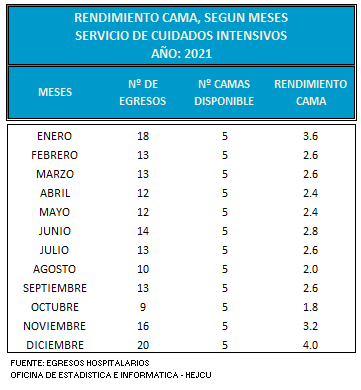 RENDIMIENTO CAMA, SEGUN MESES
SERVICIO DE CUIDADOS INTENSIVOS
AÑO: 2021
MESES Nº DE EGRESOS Nº CAMAS DISPONIBLE RENDIMIENTO CAMA
ENERO 18 5 3.6
FEBRERO 13 5 2.6
MARZO 13 5 2.6
ABRIL 12 5 2.4
MAYO 12 5 2.4
JUNIO 14 5 2.8
JULIO 13 5 2.6
AGOSTO 10 5 2.0
SETIEMBRE 13 5 2.6
OCTUBRE 9 5 1.8
NOVIEMBRE 16 5 3.2
DICIEMBRE 20 5 4.0
FUENTE: EGRESOS HOSPITALARIOS
OFICINA DE ESTADISTICA E INFORMATICA - HEJCU